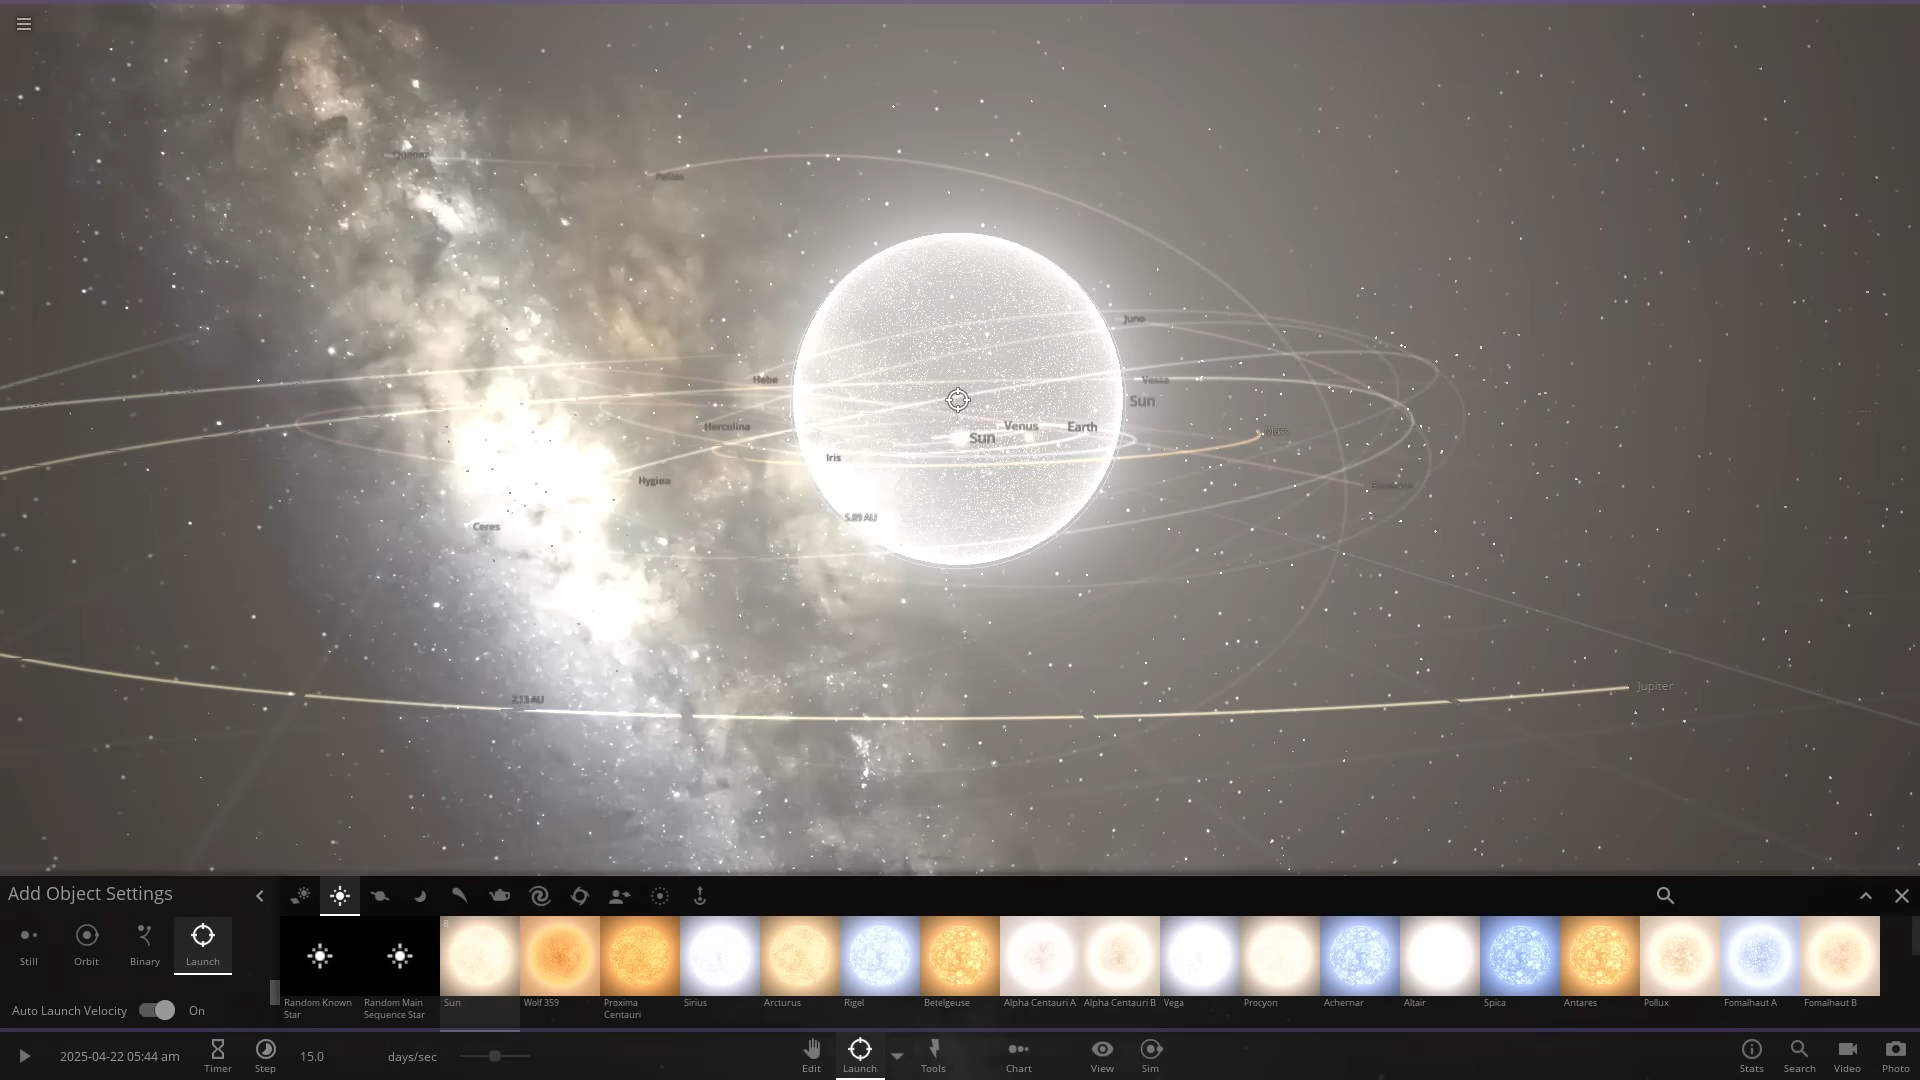 Pallas
Juno
Hebe
Vesta
Sun
Herculina
Venus
Earth
Sun
Mars
Iris
Hygiea
5.89 AU
Ceres
Jupiter
Add Object Settings
Still
Orbit
Binary
Launch
Random Known
Star
Random Main
Sequence Star
Sun
Wolf 359
Proxima
Centauri
Sirius
Arcturus
Rigel
Betelgeuse
Alpha Centauri A
Alpha Centauri B
Vega
Procyon
Achernar
Altair
Spica
Antares
Pollux
Fomalhaut A
Fomalhaut B
Auto Launch Velocity
On
2025-04-22 05:44 am
Timer
Step
15.0
days/sec
Edit
Launch
Tools
Chart
View
Sim
Stats
Search
Video
Photo